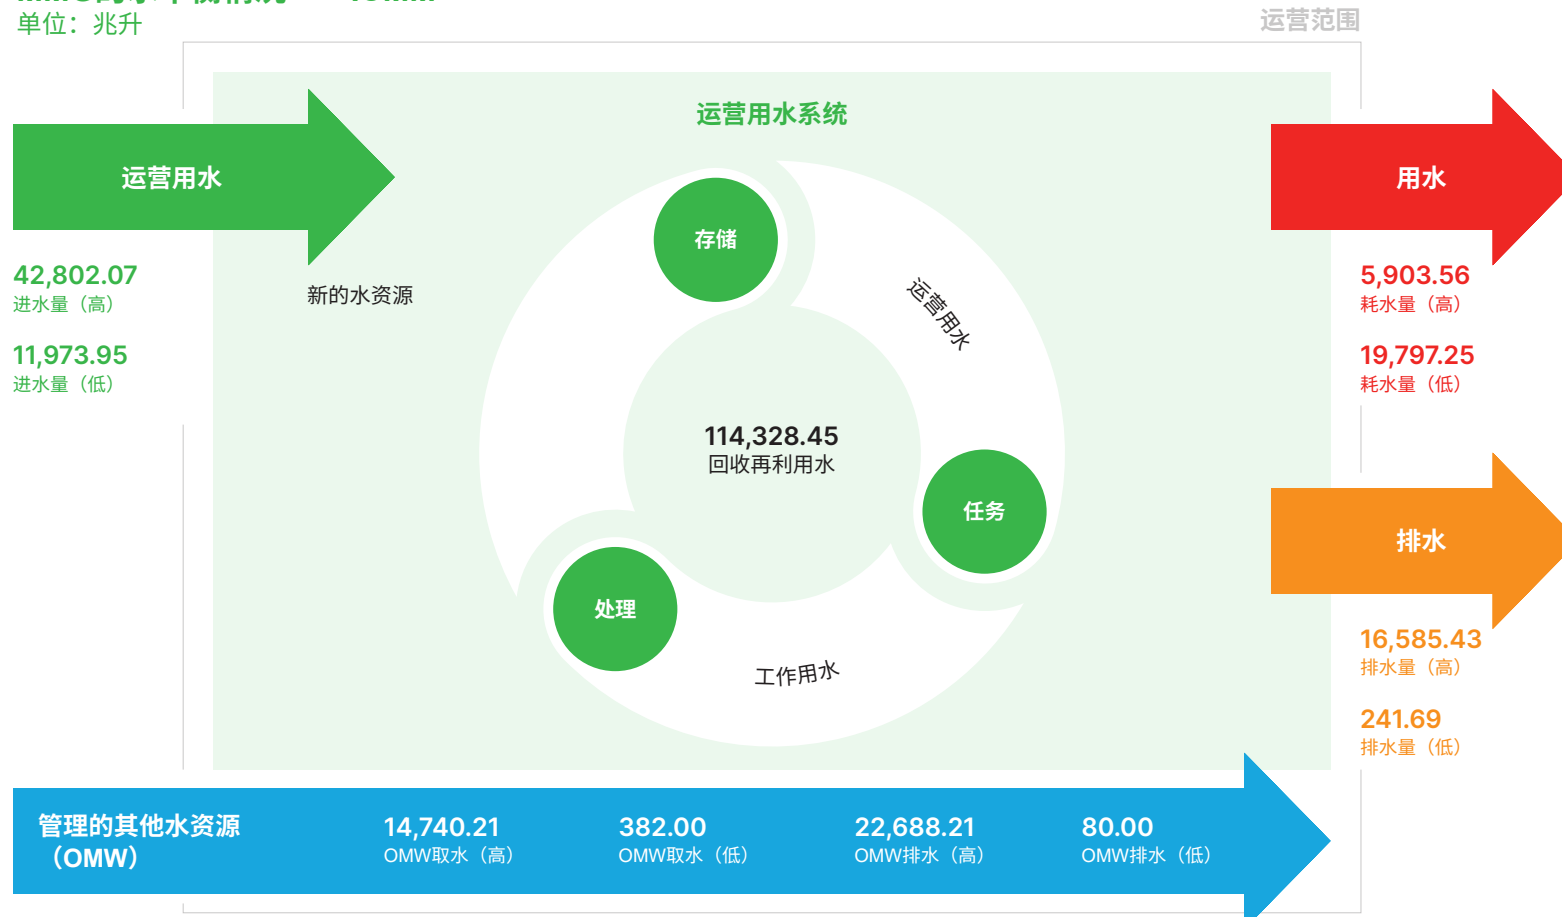 单位：兆升
运营范围
运营用水系统
运营用水
用水
存储
42,802.07
进水量（高）
新的水资源
运营用水
5,903.56
耗水量（高）
11,973.95
进水量（低）
19,797.25
耗水量（低）
114,328.45
回收再利用水
任务
排水
处理
工作用水
16,585.43
排水量（高）
241.69
排水量（低）
管理的其他水资源
（OMW）
14,740.21
OMW取水（高）
382.00
OMW取水（低）
22,688.21
OMW排水（高）
80.00
OMW排水（低）